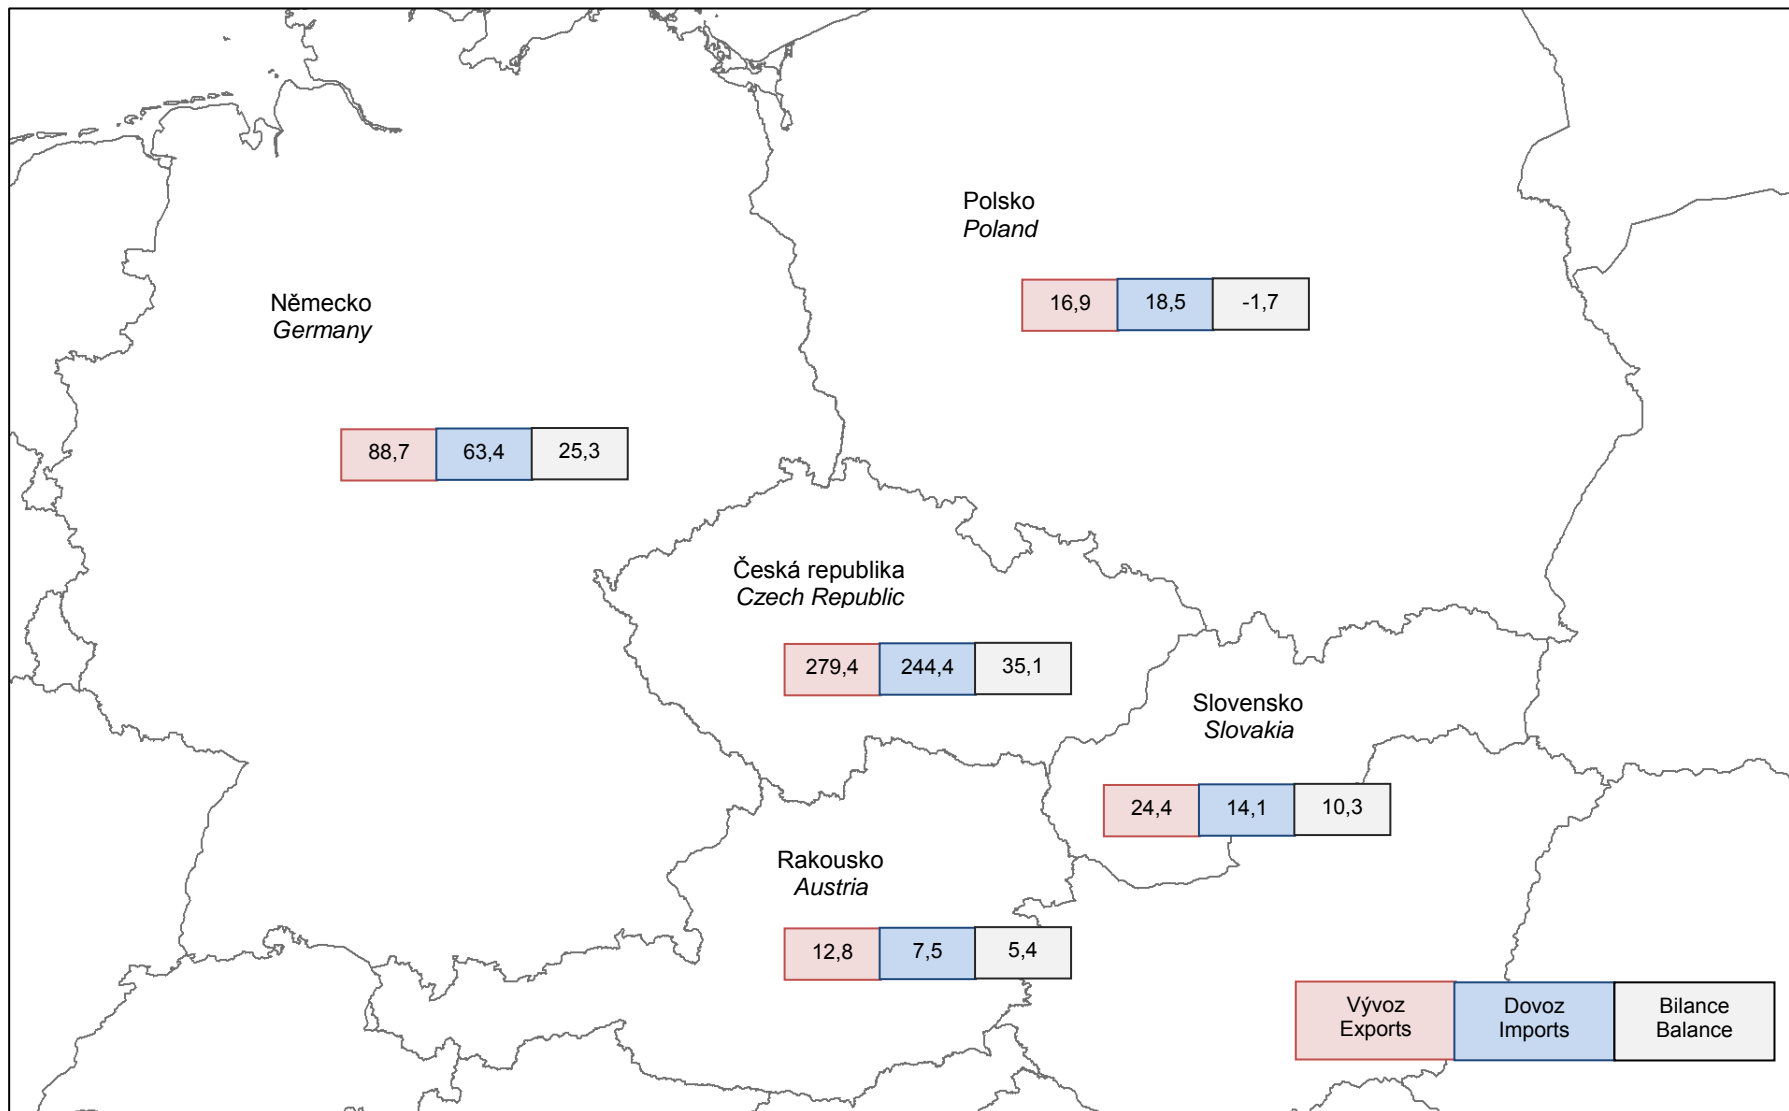 Polsko
Poland
16,9 18,5 -1,7
Německo
Germany
88,7 63,4 25,3
Česká republika
Czech Republic
279,4 244,4 35,1
Slovensko
Slovakia
24,4 14,1 10,3
Rakousko
Austria
12,8 7,5 5,4
Vývoz Dovoz Bilance
Exports Imports Balance